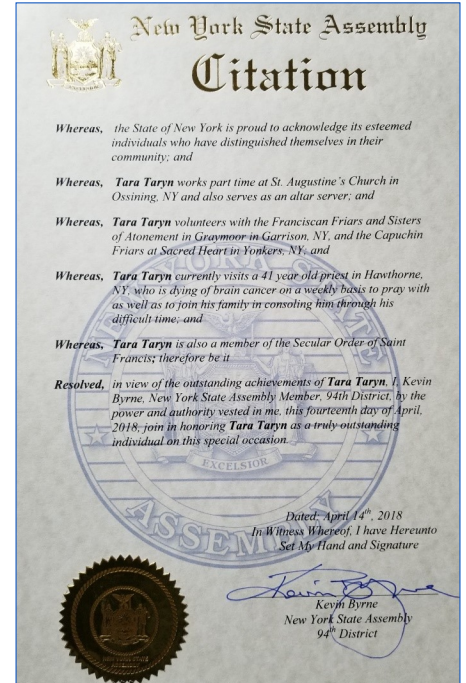 New York State Assembly
Citation
Whereas, the State of New York is proud to acknowledge its esteemed
individuals who have distinguished themselves in their
community; and
Whereas, Tara Taryn works part time at St. Augustine's Church in
Ossining, NY and also serves as an altar server; and
Whereas, Tara Taryn volunteers with the Franciscan Friars and Sisters
of Atonement in Graymoor in Garrison, NY, and the Capuchin
Friars at Sacred Heart in Yonkers, NY; and
Whereas, Tara Taryn currently visits a 41 year old priest in Hawthorne,
NY, who is dying of brain cancer on a weekly basis to pray with
as well as to join his family in consoling him through his
difficult time; and
Whereas, Tara Taryn is also a member of the Secular Order of Saint
Francis; therefore be it
Resolved, in view of the outstanding achievements of Tara Taryn, I, Kevin
Byrne, New York State Assembly Member, 94th District, by the
power and authority vested in me, this fourteenth day of April,
2018, join in honoring Tara Taryn as a truly outstanding
individual on this special occasion.
EXCELSIOR
ASSEMBLY
Dated: April 14th, 2018
In Witness Whereof, I have Hereunto
Set My Hand and Signature
Kevin Byrne
Kevin Byrne
New York State Assembly
94th District
NEW YORK STATE
ASSEMBLY